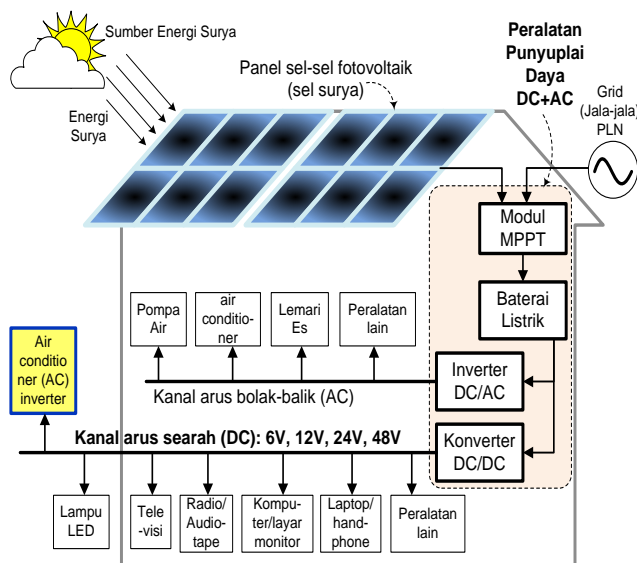 Sumber Energi Surya
Energi
Surya
Panel sel-sel fotovoltaik
(sel surya)
Peralatan
Punyuplai
Daya
DC+AC
Grid
(Jala-jala)
PLN
Modul
MPPT
Baterai
Listrik
Inverter
DC/AC
Konverter
DC/DC
Pompa
Air
air
conditio-
ner
Lemari
Es
Peralatan
lain
Kanal arus bolak-balik (AC)
Air
conditio
ner (AC)
inverter
Kanal arus searah (DC): 6V, 12V, 24V, 48V
Lampu
LED
Tele
-visi
Radio/
Audio-
tape
Kompu-
ter/layar
monitor
Laptop/
hand-
phone
Peralatan
lain